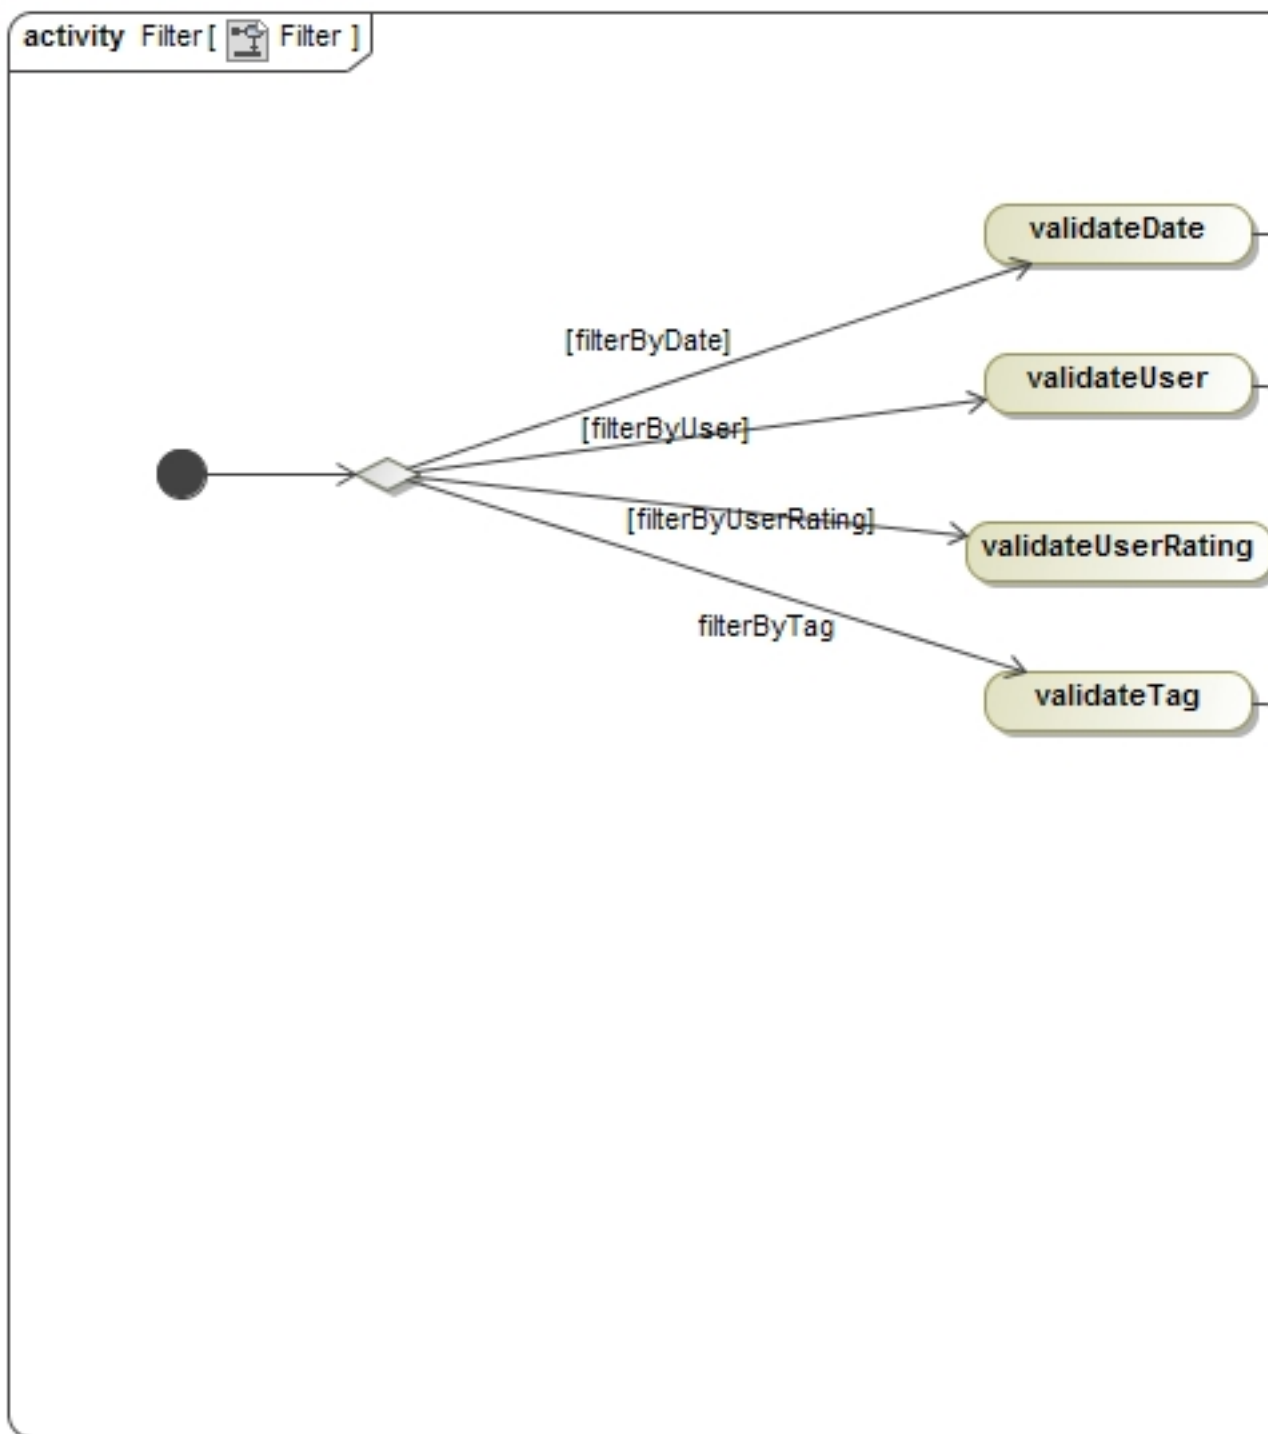 activity Filter [ Filter ]
validateDate
[filterByDate]
validateUser
[filterByUser]
[filterByUserRating]
validateUserRating
filterByTag
validateTag